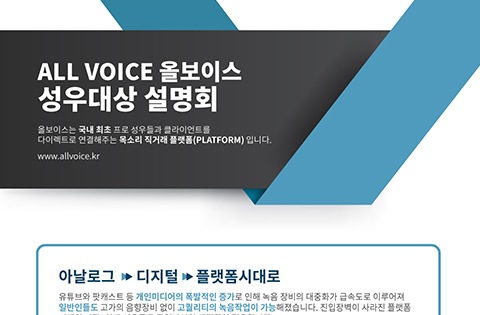 ALL VOICE 올보이스
성우대상 설명회
올보이스는 국내 최초 프로 성우들과 클라이언트를
다이렉트로 연결해주는 목소리 직거래 플랫폼(PLATFORM) 입니다.
www.allvoice.kr
아날로그 ▶ 디지털 ▶ 플랫폼시대로
유튜브와 팟캐스트 등 개인미디어의 폭발적인 증가로 인해 녹음 장비의 대중화가 급속도로 이루어져
일반인들도 고가의 음향장비 없이 고퀄리티의 녹음작업이 가능해졌습니다. 진입장벽이 사라진 플랫폼